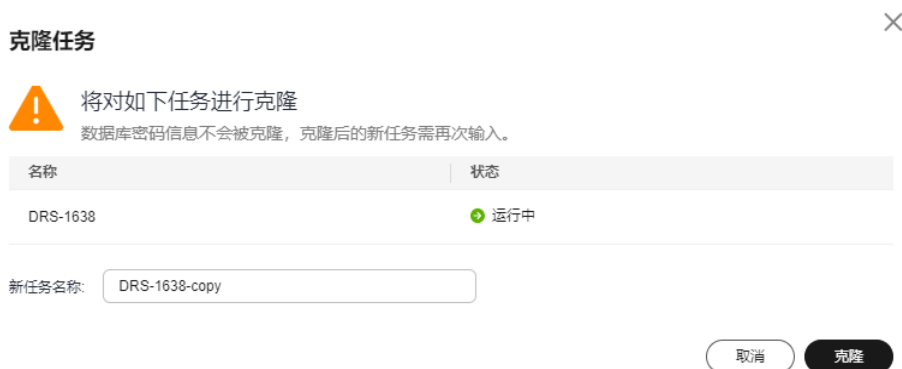 克隆任务
将对如下任务进行克隆
数据库密码信息不会被克隆，克隆后的新任务需再次输入。
名称 状态
DRS-1638 运行中
新任务名称: DRS-1638-copy
取消 克隆